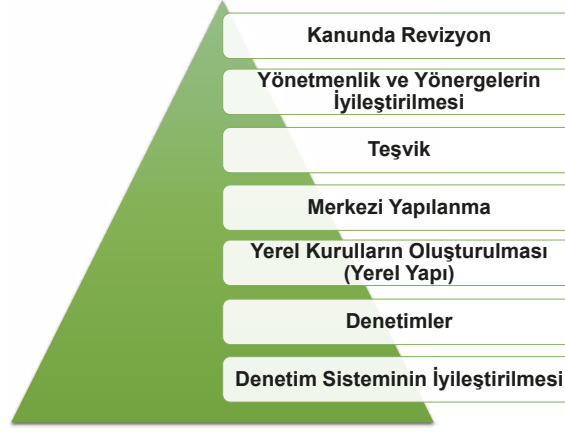 Kanunda Revizyon
Yönetmenlik ve Yönergelerin
İyileştirilmesi
Teşvik
Merkezi Yapılanma
Yerel Kurulların Oluşturulması
(Yerel Yapı)
Denetimler
Denetim Sisteminin İyileştirilmesi